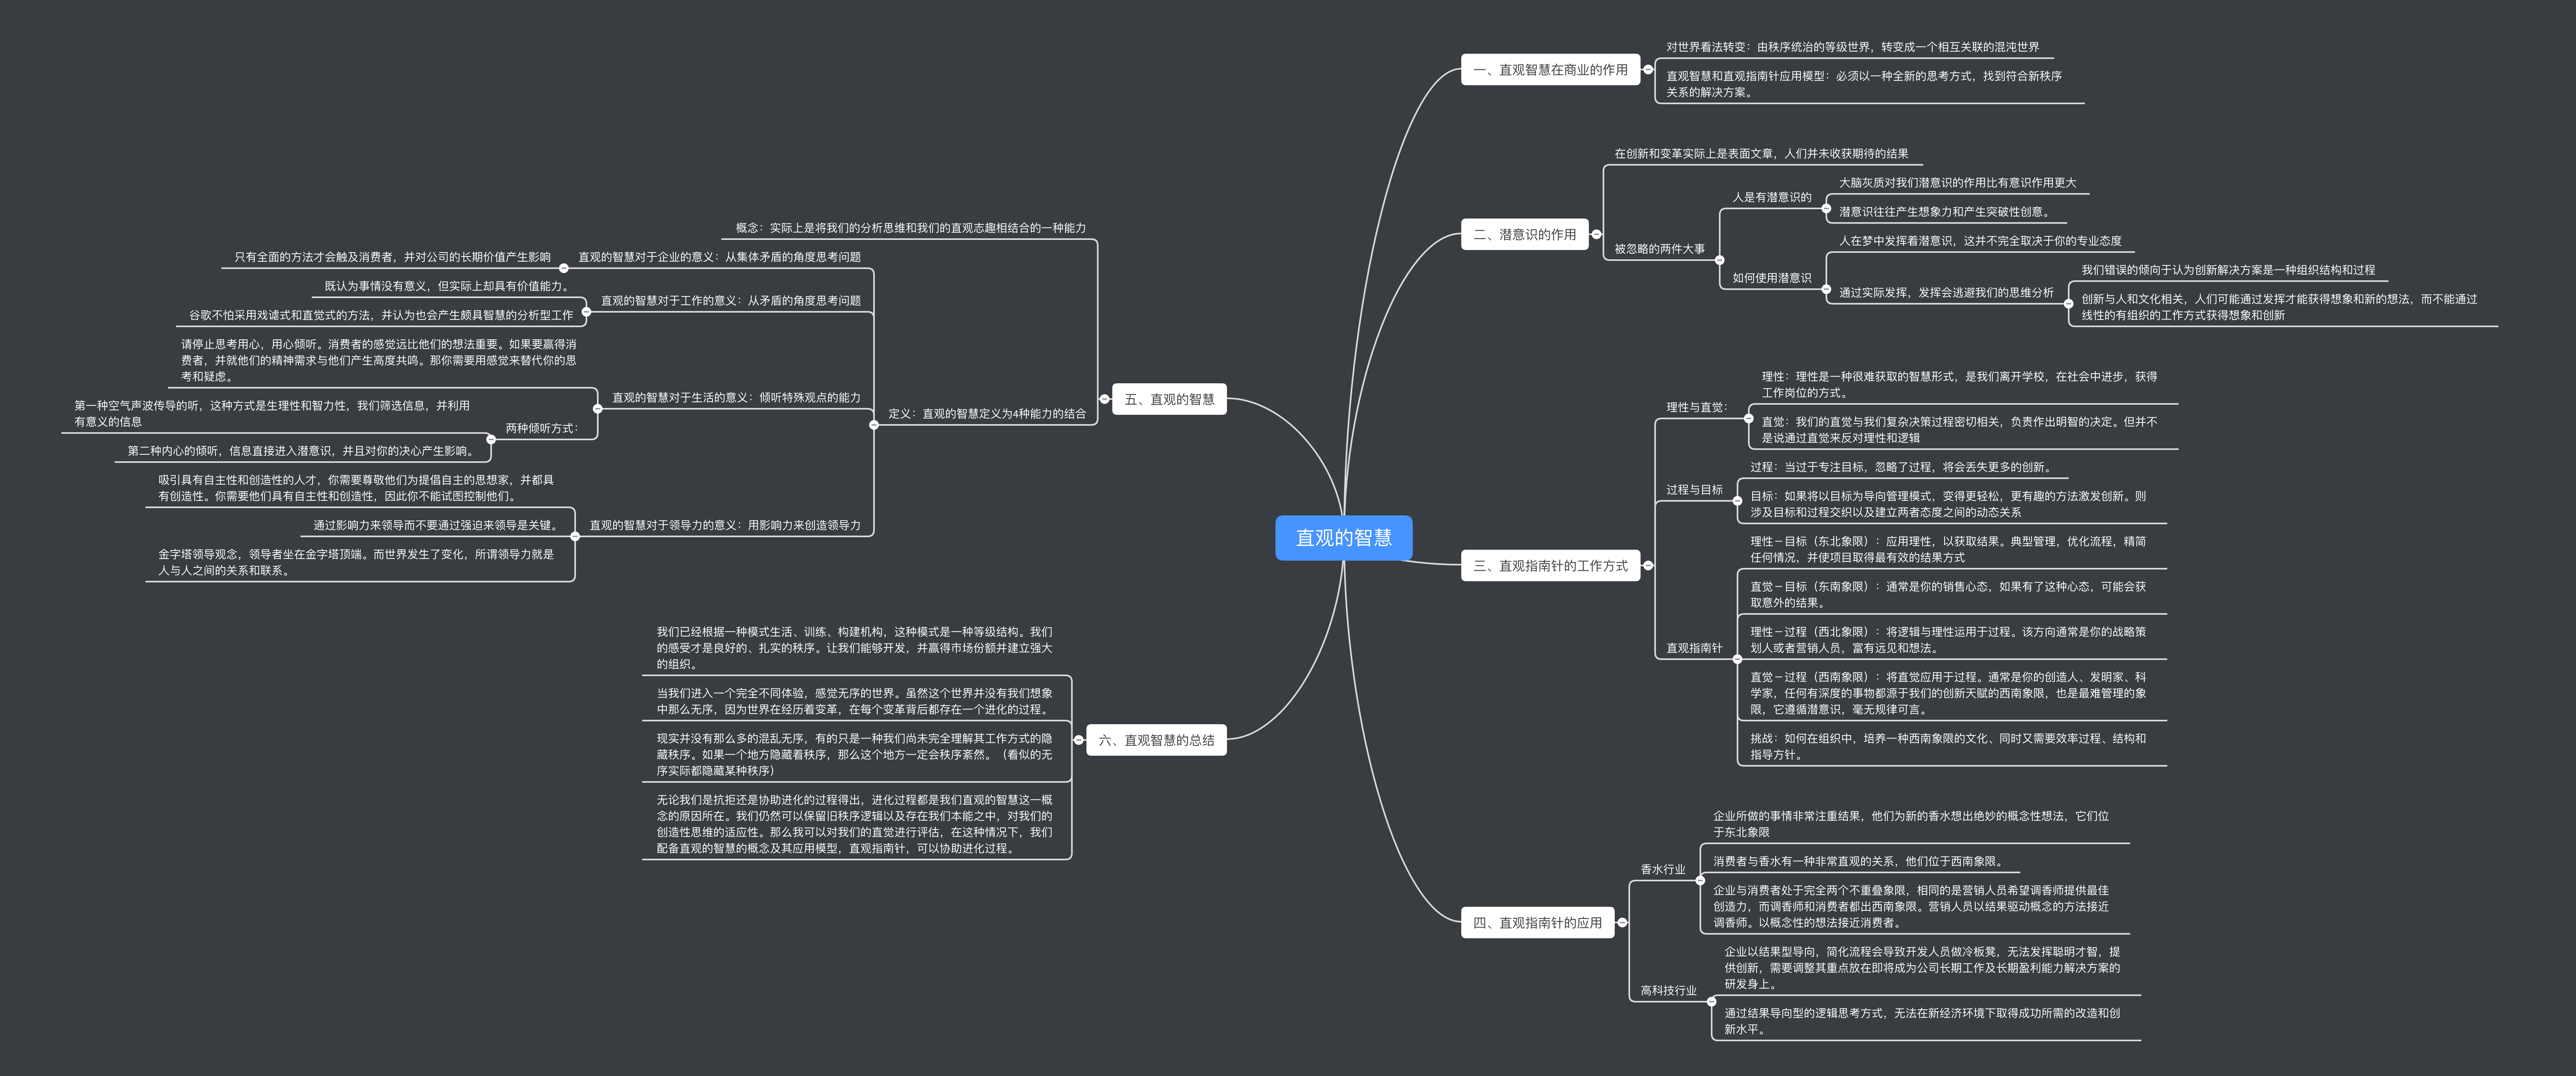 直观的智慧
一、直观智慧在商业的作用
对世界看法转变：由秩序统治的等级世界，转变成一个相互关联的混沌世界
直观智慧和直观指南针应用模型：必须以一种全新的思考方式，找到符合新秩序
关系的解决方案。
二、潜意识的作用
在创新和变革实际上是表面文章，人们并未收获期待的结果
被忽略的两件大事
人是有潜意识的
大脑灰质对我们潜意识的作用比有意识作用更大
潜意识往往产生想象力和产生突破性创意。
如何使用潜意识
人在梦中发挥着潜意识，这并不完全取决于你的专业态度
通过实际发挥，发挥会逃避我们的思维分析
我们错误的倾向于认为创新解决方案是一种组织结构和过程
创新与人和文化相关，人们可能通过发挥才能获得想象和新的想法，而不能通过
线性的有组织的工作方式获得想象和创新
三、直观指南针的工作方式
理性与直觉：
理性：理性是一种很难获取的智慧形式，是我们离开学校，在社会中进步，获得
工作岗位的方式。
直觉：我们的直觉与我们复杂决策过程密切相关，负责作出明智的决定。但并不
是说通过直觉来反对理性和逻辑
过程与目标
过程：当过于专注目标，忽略了过程，将会丢失更多的创新。
目标：如果将以目标为导向管理模式，变得更轻松，更有趣的方法激发创新。则
涉及目标和过程交织以及建立两者态度之间的动态关系
直观指南针
理性－目标（东北象限）：应用理性，以获取结果。典型管理，优化流程，精简
任何情况，并使项目取得最有效的结果方式
直觉－目标（东南象限）：通常是你的销售心态，如果有了这种心态，可能会获
取意外的结果。
理性－过程（西北象限）：将逻辑与理性运用于过程。该方向通常是你的战略策
划人或者营销人员，富有远见和想法。
直觉－过程（西南象限）：将直觉应用于过程。通常是你的创造人、发明家、科
学家，任何有深度的事物都源于我们的创新天赋的西南象限，也是最难管理的象
限，它遵循潜意识，毫无规律可言。
挑战：如何在组织中，培养一种西南象限的文化、同时又需要效率过程、结构和
指导方针。
四、直观指南针的应用
香水行业
企业所做的事情非常注重结果，他们为新的香水想出绝妙的概念性想法，它们位
于东北象限
消费者与香水有一种非常直观的关系，他们位于西南象限。
企业与消费者处于完全两个不重叠象限，相同的是营销人员希望调香师提供最佳
创造力，而调香师和消费者都出西南象限。营销人员以结果驱动概念的方法接近
调香师。以概念性的想法接近消费者。
高科技行业
企业以结果型导向，简化流程会导致开发人员做冷板凳，无法发挥聪明才智，提
供创新，需要调整其重点放在即将成为公司长期工作及长期盈利能力解决方案的
研发身上。
通过结果导向型的逻辑思考方式，无法在新经济环境下取得成功所需的改造和创
新水平。
五、直观的智慧
概念：实际上是将我们的分析思维和我们的直观志趣相结合的一种能力
定义：直观的智慧定义为4种能力的结合
直观的智慧对于企业的意义：从集体矛盾的角度思考问题
只有全面的方法才会触及消费者，并对公司的长期价值产生影响
直观的智慧对于工作的意义：从矛盾的角度思考问题
既认为事情没有意义，但实际上却具有价值能力。
谷歌不怕采用戏谑式和直觉式的方法，并认为也会产生颇具智慧的分析型工作
直观的智慧对于生活的意义：倾听特殊观点的能力
请停止思考用心，用心倾听。消费者的感觉远比他们的想法重要。如果要赢得消
费者，并就他们的精神需求与他们产生高度共鸣。那你需要用感觉来替代你的思
考和疑虑。
两种倾听方式：
第一种空气声波传导的听，这种方式是生理性和智力性，我们筛选信息，并利用
有意义的信息
第二种内心的倾听，信息直接进入潜意识，并且对你的决心产生影响。
直观的智慧对于领导力的意义：用影响力来创造领导力
吸引具有自主性和创造性的人才，你需要尊敬他们为提倡自主的思想家，并都具
有创造性。你需要他们具有自主性和创造性，因此你不能试图控制他们。
通过影响力来领导而不要通过强迫来领导是关键。
金字塔领导观念，领导者坐在金字塔顶端。而世界发生了变化，所谓领导力就是
人与人之间的关系和联系。
六、直观智慧的总结
我们已经根据一种模式生活、训练、构建机构，这种模式是一种等级结构。我们
的感受才是良好的、扎实的秩序。让我们能够开发，并赢得市场份额并建立强大
的组织。
当我们进入一个完全不同体验，感觉无序的世界。虽然这个世界并没有我们想象
中那么无序，因为世界在经历着变革，在每个变革背后都存在一个进化的过程。
现实并没有那么多的混乱无序，有的只是一种我们尚未完全理解其工作方式的隐
藏秩序。如果一个地方隐藏着秩序，那么这个地方一定会秩序紊然。（看似的无
序实际都隐藏某种秩序）
无论我们是抗拒还是协助进化的过程得出，进化过程都是我们直观的智慧这一概
念的原因所在。我们仍然可以保留旧秩序逻辑以及存在我们本能之中，对我们的
创造性思维的适应性。那么我可以对我们的直觉进行评估，在这种情况下，我们
配备直观的智慧的概念及其应用模型，直观指南针，可以协助进化过程。